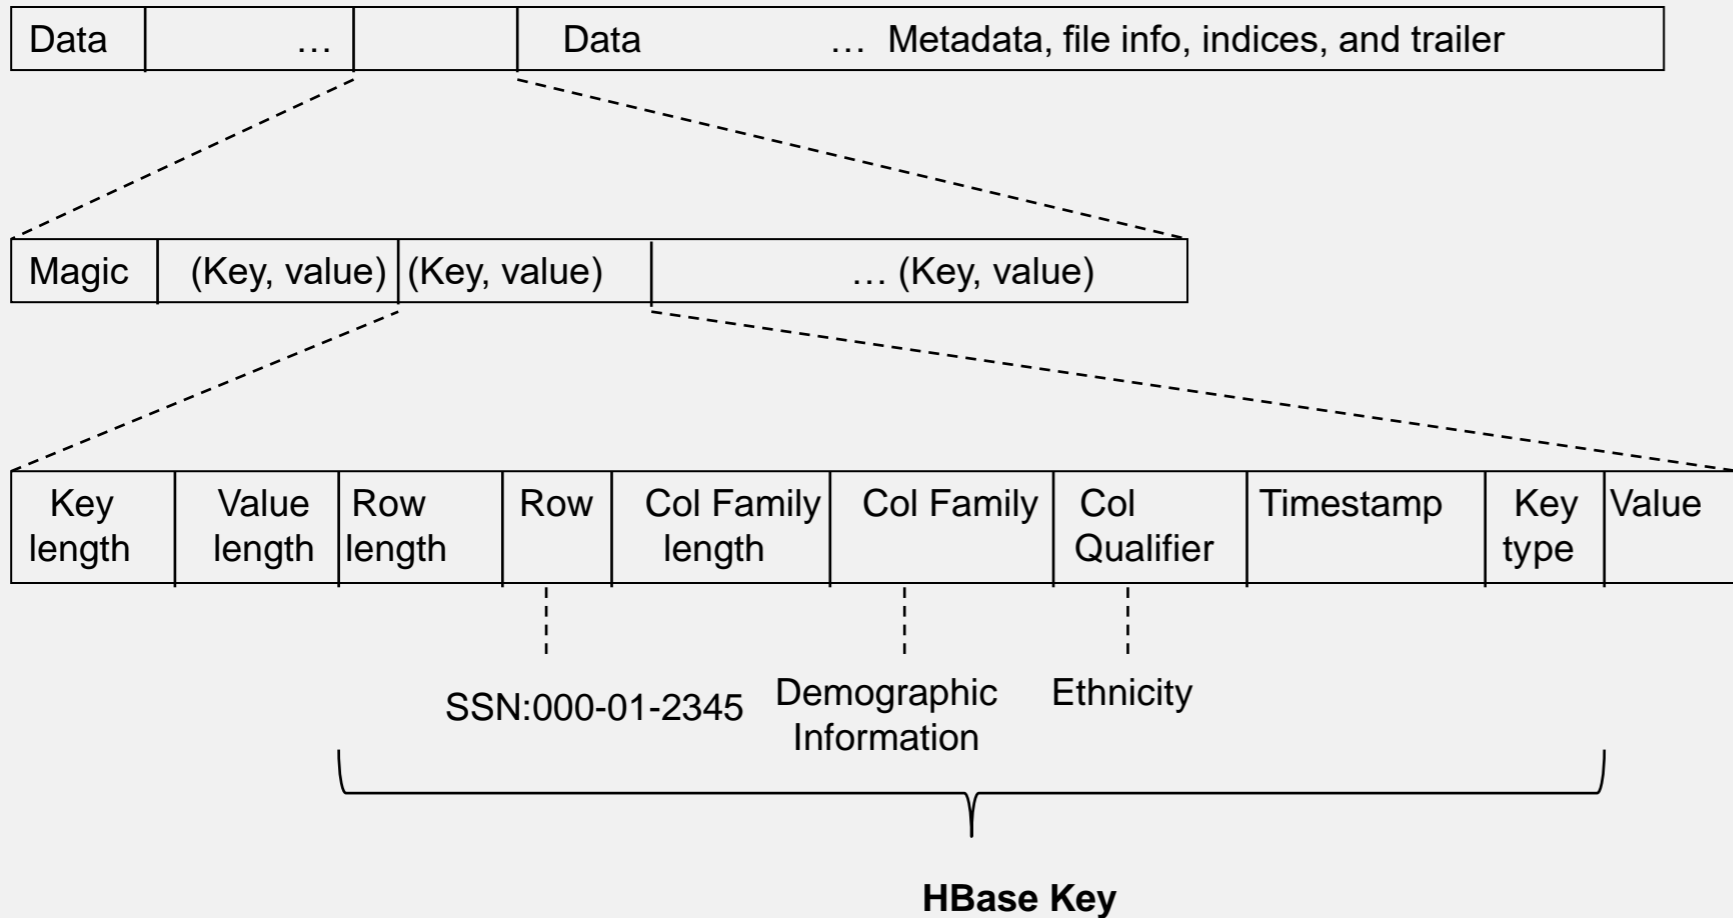 Data … Data … Metadata, file info, indices, and trailer
Magic (Key, value) (Key, value) … (Key, value)
Key length
Value length
Row length
Row
Col Family length
Col Family
Col Qualifier
Timestamp
Key type
Value
SSN:000-01-2345
Demographic
Information
Ethnicity
HBase Key